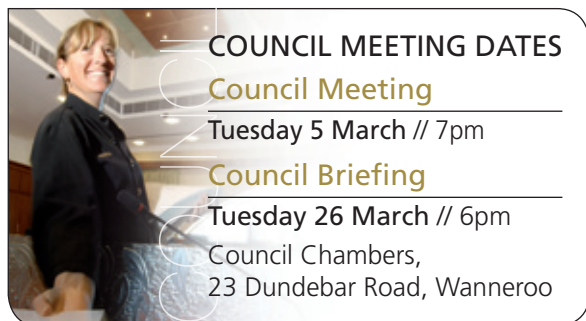 COUNCIL
COUNCIL MEETING DATES
Council Meeting
Tuesday 5 March // 7pm
Council Briefing
Tuesday 26 March // 6pm
Council Chambers,
23 Dundebar Road, Wanneroo